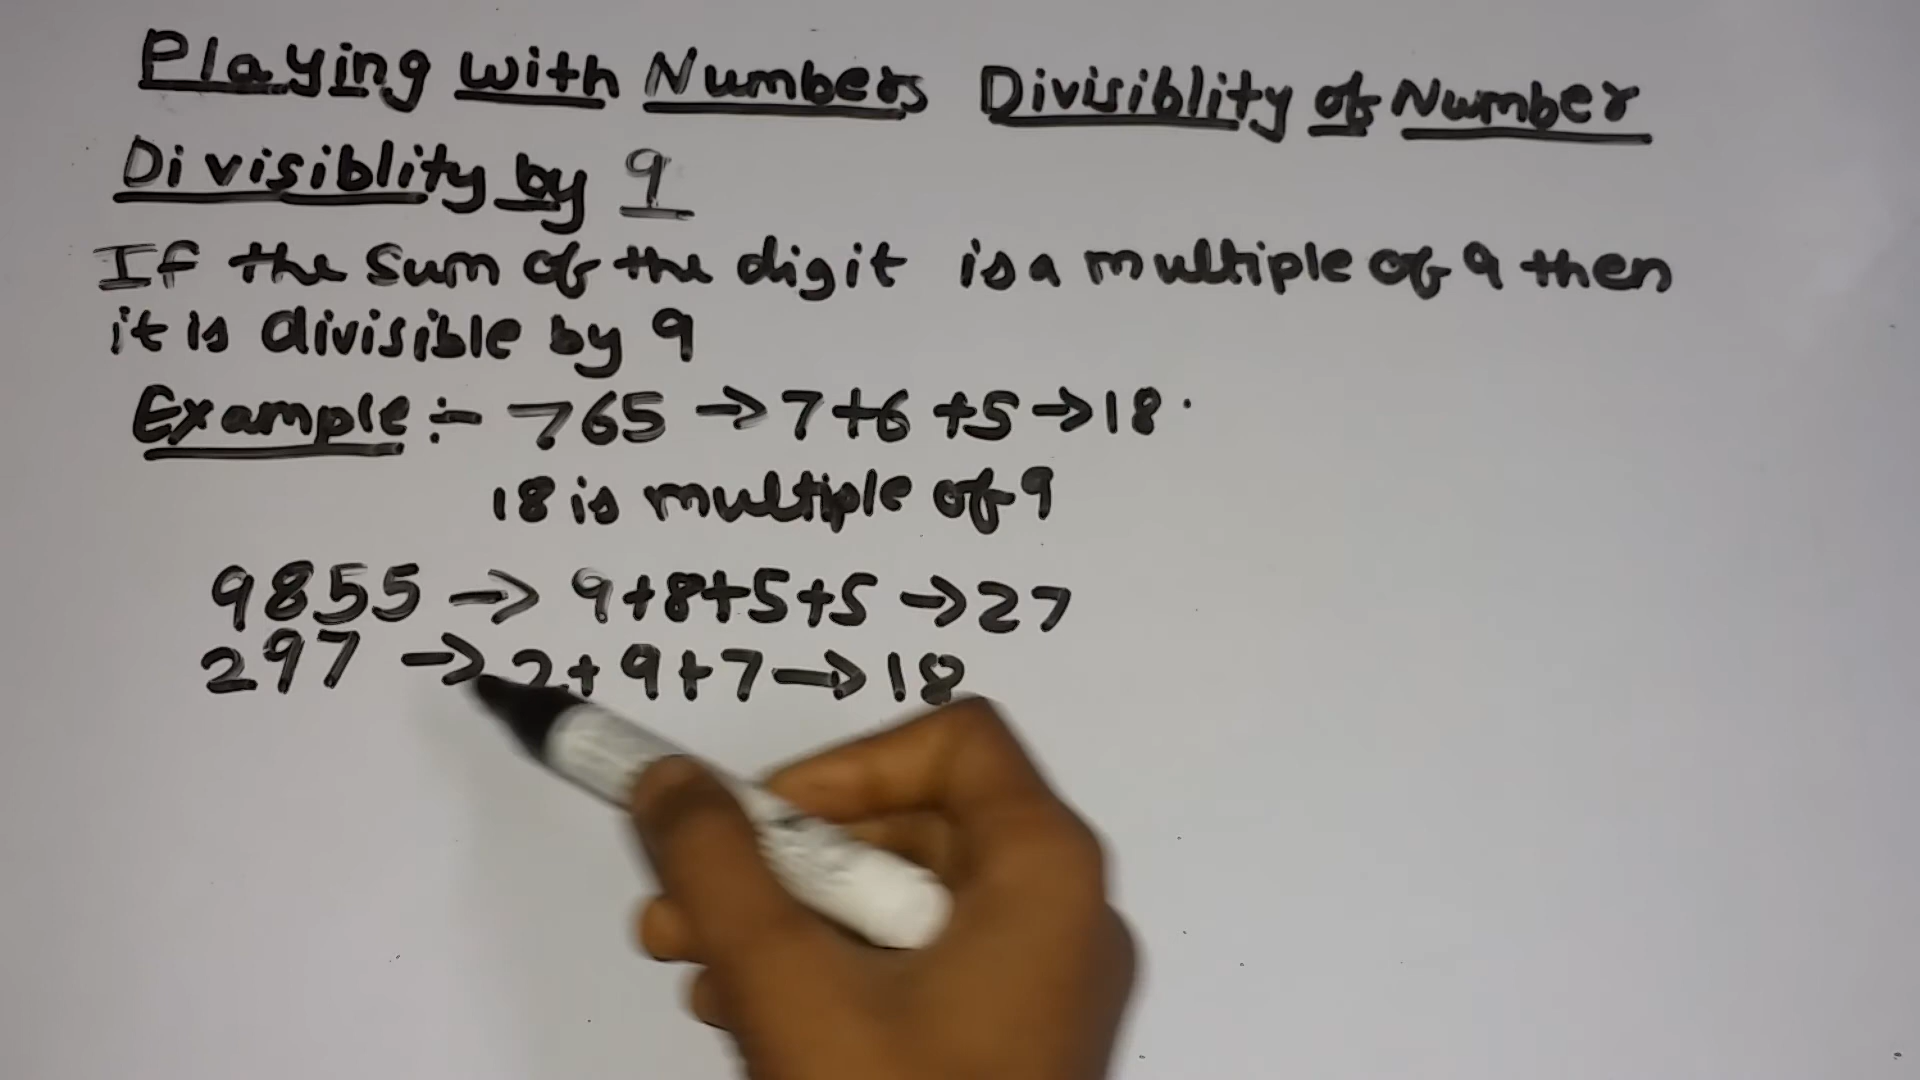 Playing with Numbers Divisiblity of Number
Divisiblity by 9
If the sum of the digit is a multiple of 9 then
it is divisible by 9
Example :- 765 → 7+6+5 → 18.
18 is multiple of 9
9855 → 9+8+5+5 → 27
297 → 2+9+7 → 18